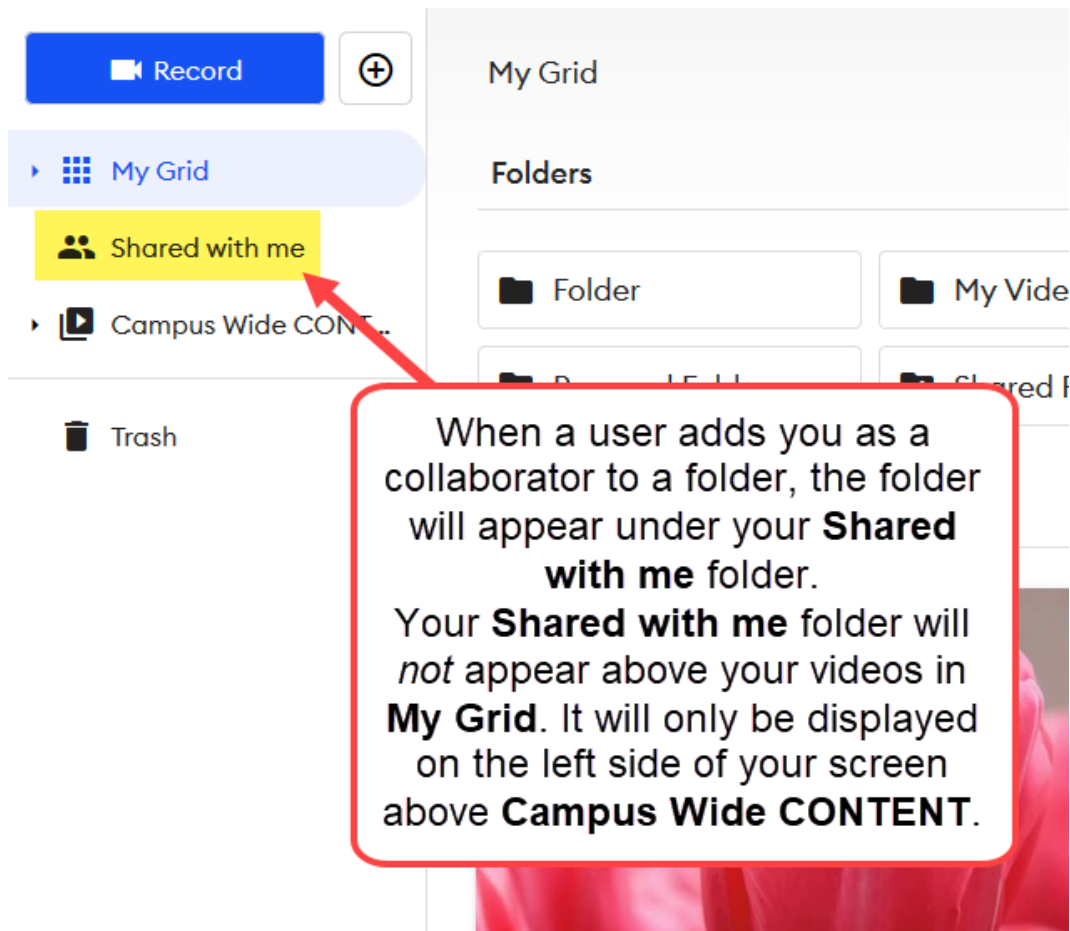 Record
My Grid
My Grid
Shared with me
Campus Wide CONT...
Trash
Folders
Folder
My Vide
When a user adds you as a
collaborator to a folder, the folder
will appear under your Shared
with me folder.
Your Shared with me folder will
not appear above your videos in
My Grid. It will only be displayed
on the left side of your screen
above Campus Wide CONTENT.